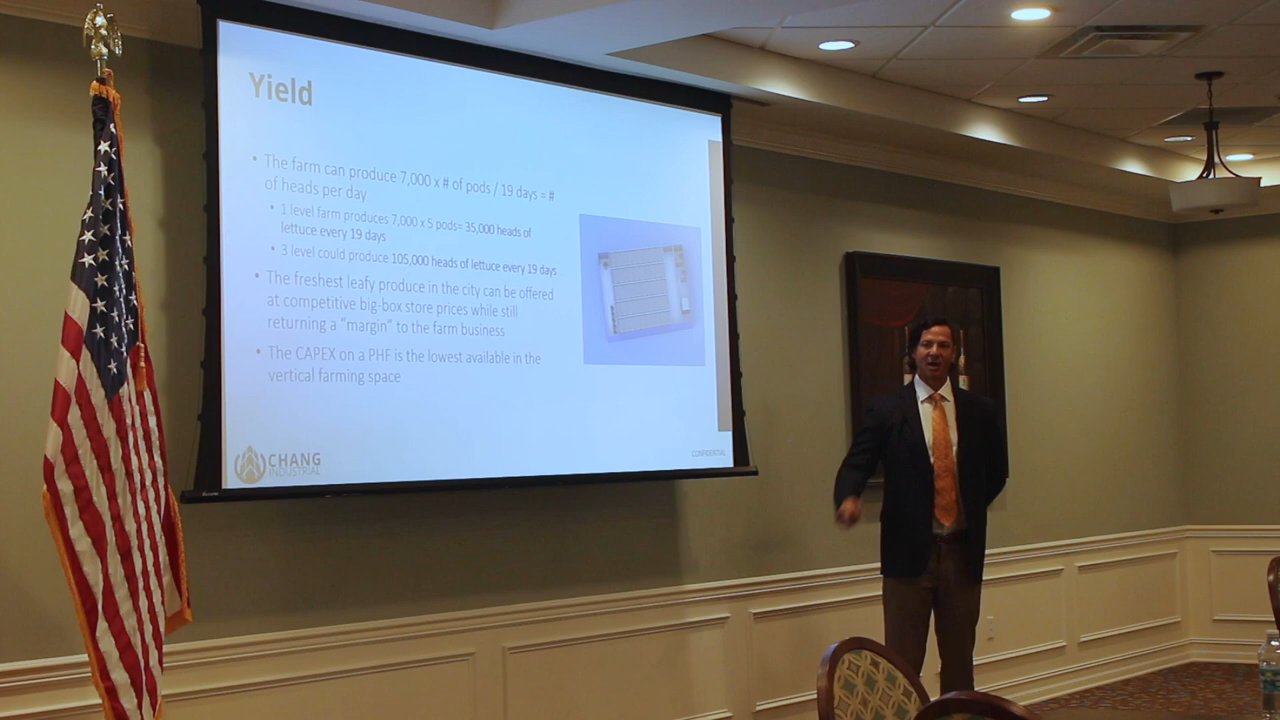 Yield
• The farm can produce 7,000 x # of pods / 19 days = #
of heads per day
• 1 level farm produces 7,000 x 5 pods= 35,000 heads of
lettuce every 19 days
• 3 level could produce 105,000 heads of lettuce every 19 days
• The freshest leafy produce in the city can be offered
at competitive big-box store prices while still
returning a "margin" to the farm business
• The CAPEX on a PHF is the lowest available in the
vertical farming space
CHANG
INDUSTRIAL
CONFIDENTIAL